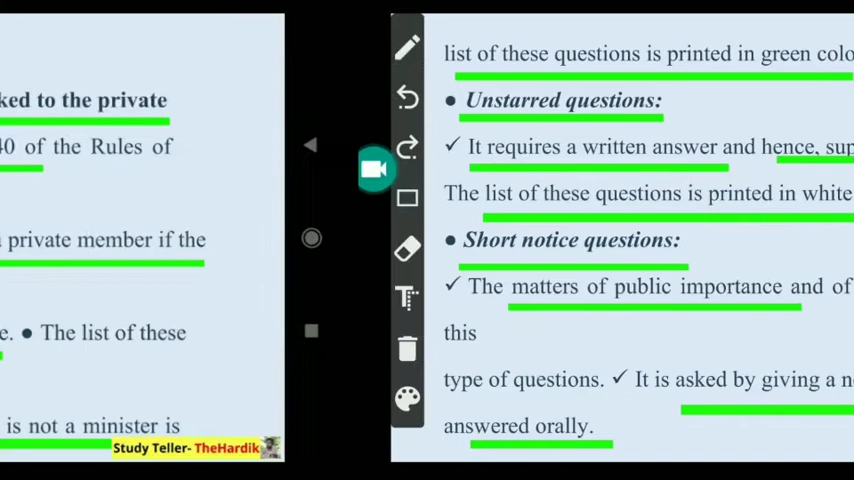 ked to the private
40 of the Rules of
private member if the
e. ● The list of these
is not a minister is
Study Teller- TheHardik
list of these questions is printed in green colo
● Unstarred questions:
✓ It requires a written answer and hence, sup
The list of these questions is printed in white
● Short notice questions:
✓ The matters of public importance and of
this
type of questions. ✓ It is asked by giving a n
answered orally.